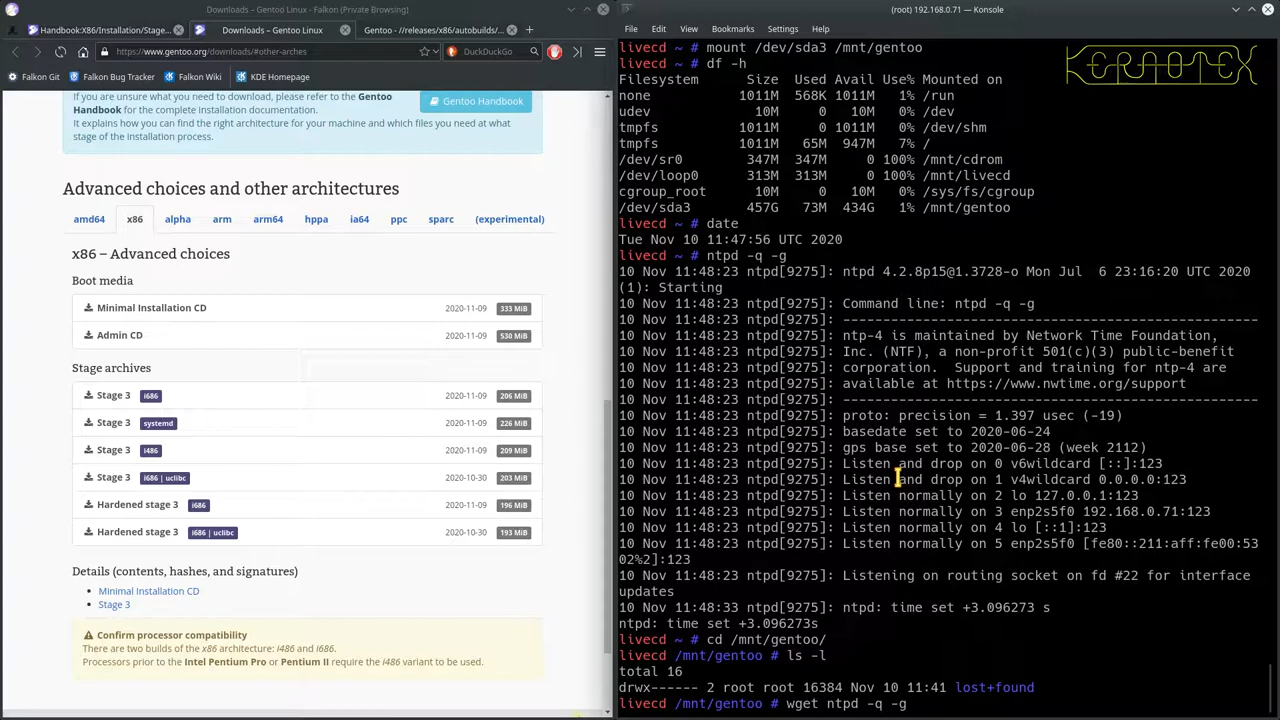 Downloads – Gentoo Linux – Falkon (Private Browsing)
Handbook:X86/Installation/Stage...
Downloads – Gentoo Linux
Gentoo - //releases/x86/autobuilds/...
https://www.gentoo.org/downloads/#other-arches
DuckDuckGo
Falkon Git
Falkon Bug Tracker
Falkon Wiki
KDE Homepage
If you are unsure what you need to download, please refer to the Gentoo
Handbook for the complete installation documentation.
It explains how you can find the right architecture for your machine and which files you need at what
stage of the installation process.
Gentoo Handbook
Advanced choices and other architectures
amd64 x86 alpha arm arm64 hppa ia64 ppc sparc (experimental)
x86 – Advanced choices
Boot media
Minimal Installation CD 2020-11-09 333 MiB
Admin CD 2020-11-09 530 MiB
Stage archives
Stage 3 i686 2020-11-09 206 MiB
Stage 3 systemd 2020-11-09 226 MiB
Stage 3 i486 2020-11-09 209 MiB
Stage 3 i686 | uclibc 2020-10-30 203 MiB
Hardened stage 3 i686 2020-11-09 196 MiB
Hardened stage 3 i686 | uclibc 2020-10-30 193 MiB
Details (contents, hashes, and signatures)
Minimal Installation CD
Stage 3
Confirm processor compatibility
There are two builds of the x86 architecture: i486 and i686.
Processors prior to the Intel Pentium Pro or Pentium II require the i486 variant to be used.
(root) 192.168.0.71 — Konsole
File Edit View Bookmarks Settings Help
KERNOTEX
livecd ~ # mount /dev/sda3 /mnt/gentoo
livecd ~ # df -h
Filesystem Size Used Avail Use% Mounted on
none 1011M 568K 1011M 1% /run
udev 10M 0 10M 0% /dev
tmpfs 1011M 0 1011M 0% /dev/shm
tmpfs 1011M 65M 947M 7% /
/dev/sr0 347M 347M 0 100% /mnt/cdrom
/dev/loop0 313M 313M 0 100% /mnt/livecd
cgroup_root 10M 0 10M 0% /sys/fs/cgroup
/dev/sda3 457G 73M 434G 1% /mnt/gentoo
livecd ~ # date
Tue Nov 10 11:47:56 UTC 2020
livecd ~ # ntpd -q -g
10 Nov 11:48:23 ntpd[9275]: ntpd 4.2.8p15@1.3728-o Mon Jul  6 23:16:20 UTC 2020
(1): Starting
10 Nov 11:48:23 ntpd[9275]: Command line: ntpd -q -g
10 Nov 11:48:23 ntpd[9275]: ----------------------------------------------------
10 Nov 11:48:23 ntpd[9275]: ntp-4 is maintained by Network Time Foundation,
10 Nov 11:48:23 ntpd[9275]: Inc. (NTF), a non-profit 501(c)(3) public-benefit
10 Nov 11:48:23 ntpd[9275]: corporation.  Support and training for ntp-4 are
10 Nov 11:48:23 ntpd[9275]: available at https://www.nwtime.org/support
10 Nov 11:48:23 ntpd[9275]: ----------------------------------------------------
10 Nov 11:48:23 ntpd[9275]: proto: precision = 1.397 usec (-19)
10 Nov 11:48:23 ntpd[9275]: basedate set to 2020-06-24
10 Nov 11:48:23 ntpd[9275]: gps base set to 2020-06-28 (week 2112)
10 Nov 11:48:23 ntpd[9275]: Listen and drop on 0 v6wildcard [::]:123
10 Nov 11:48:23 ntpd[9275]: Listen and drop on 1 v4wildcard 0.0.0.0:123
10 Nov 11:48:23 ntpd[9275]: Listen normally on 2 lo 127.0.0.1:123
10 Nov 11:48:23 ntpd[9275]: Listen normally on 3 enp2s5f0 192.168.0.71:123
10 Nov 11:48:23 ntpd[9275]: Listen normally on 4 lo [::1]:123
10 Nov 11:48:23 ntpd[9275]: Listen normally on 5 enp2s5f0 [fe80::211:aff:fe00:53
02%2]:123
10 Nov 11:48:23 ntpd[9275]: Listening on routing socket on fd #22 for interface
updates
10 Nov 11:48:33 ntpd[9275]: ntpd: time set +3.096273 s
ntpd: time set +3.096273s
livecd ~ # cd /mnt/gentoo/
livecd /mnt/gentoo # ls -l
total 16
drwx------ 2 root root 16384 Nov 10 11:41 lost+found
livecd /mnt/gentoo # wget ntpd -q -g